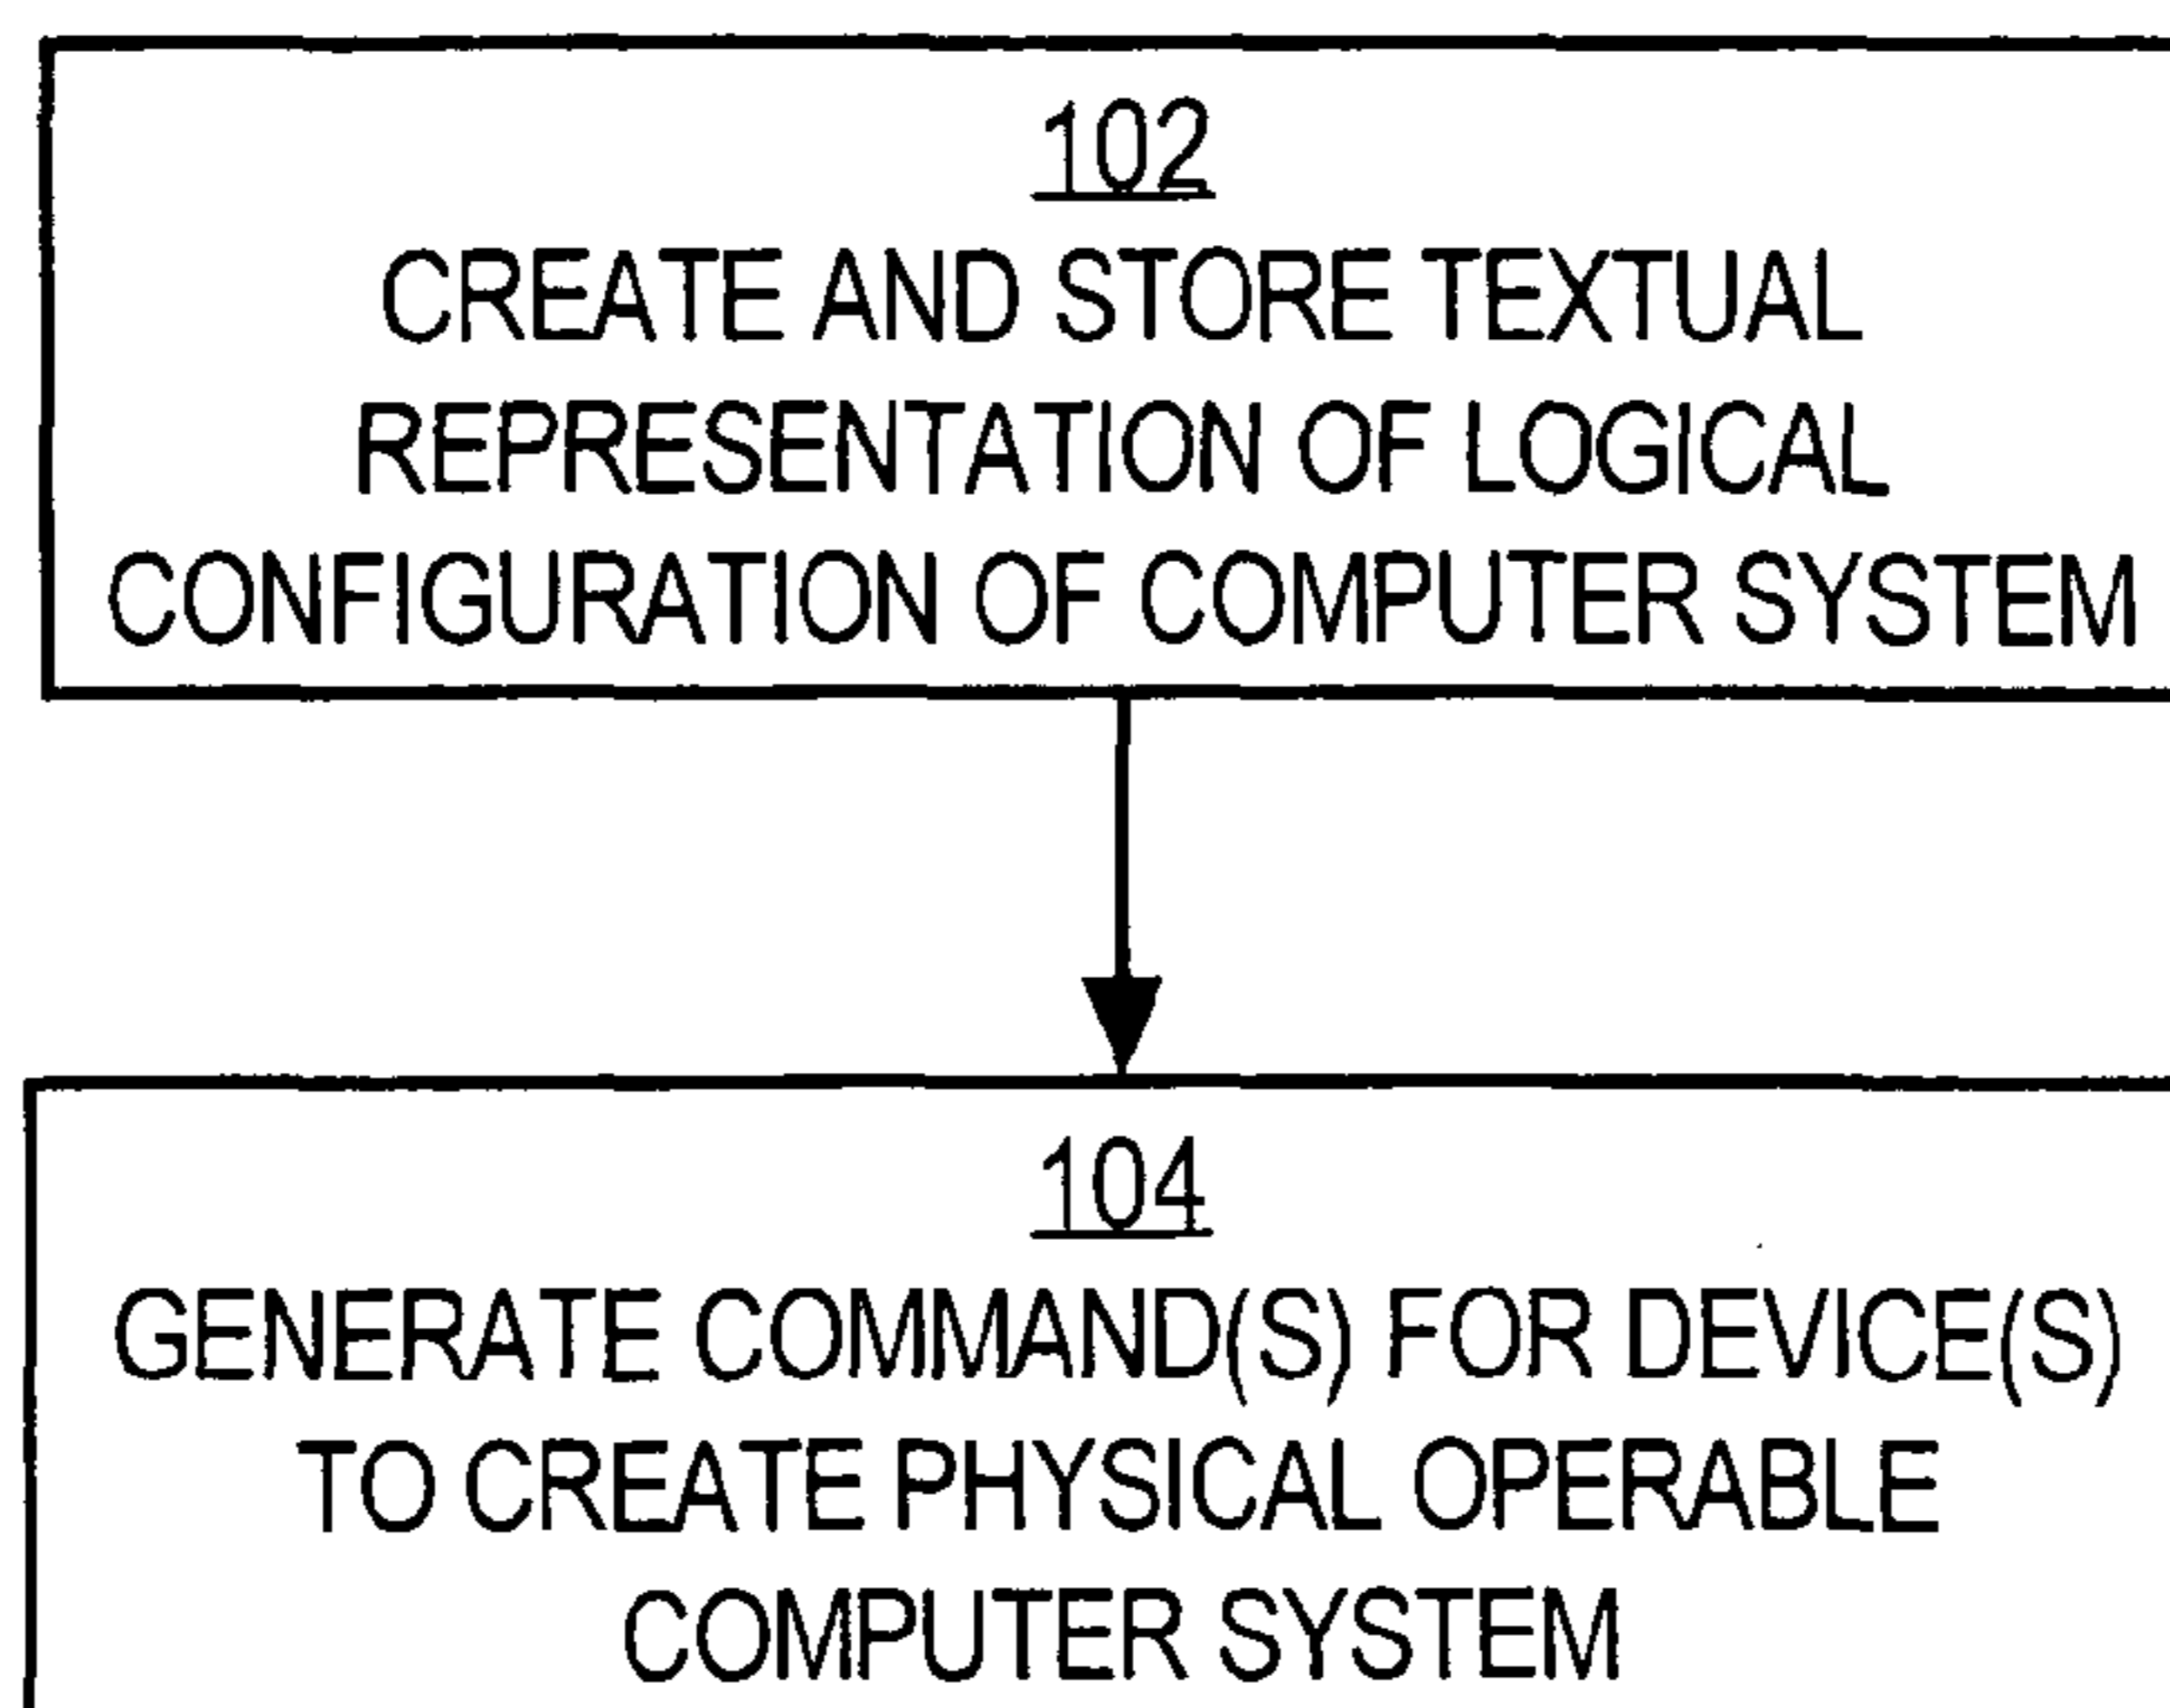 102
CREATE AND STORE TEXTUAL
REPRESENTATION OF LOGICAL
CONFIGURATION OF COMPUTER SYSTEM
104
GENERATE COMMAND(S) FOR DEVICE(S)
TO CREATE PHYSICAL OPERABLE
COMPUTER SYSTEM